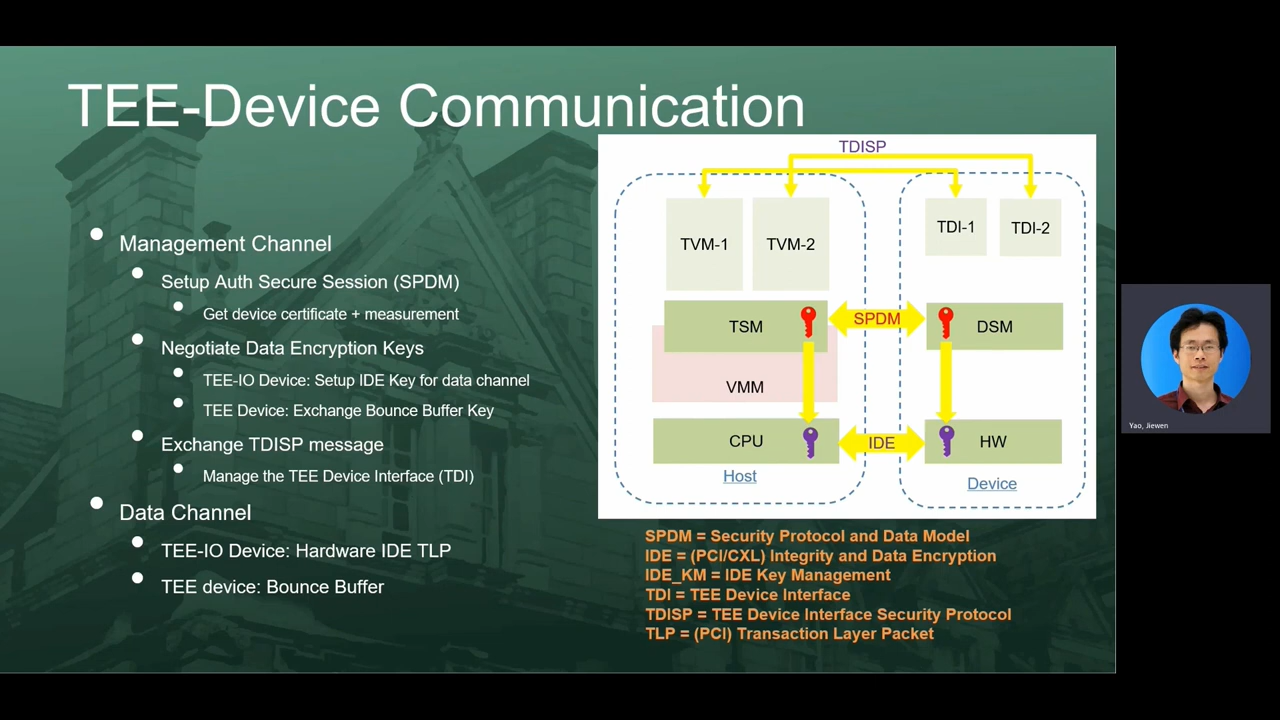 TEE-Device Communication
Management Channel
Setup Auth Secure Session (SPDM)
Get device certificate + measurement
Negotiate Data Encryption Keys
TEE-IO Device: Setup IDE Key for data channel
TEE Device: Exchange Bounce Buffer Key
Exchange TDISP message
Manage the TEE Device Interface (TDI)
Data Channel
TEE-IO Device: Hardware IDE TLP
TEE device: Bounce Buffer
TDISP
TVM-1
TVM-2
TDI-1
TDI-2
TSM
SPDM
DSM
VMM
CPU
IDE
HW
Host
Device
SPDM = Security Protocol and Data Model
IDE = (PCI/CXL) Integrity and Data Encryption
IDE_KM = IDE Key Management
TDI = TEE Device Interface
TDISP = TEE Device Interface Security Protocol
TLP = (PCI) Transaction Layer Packet
Yao, Jiewen